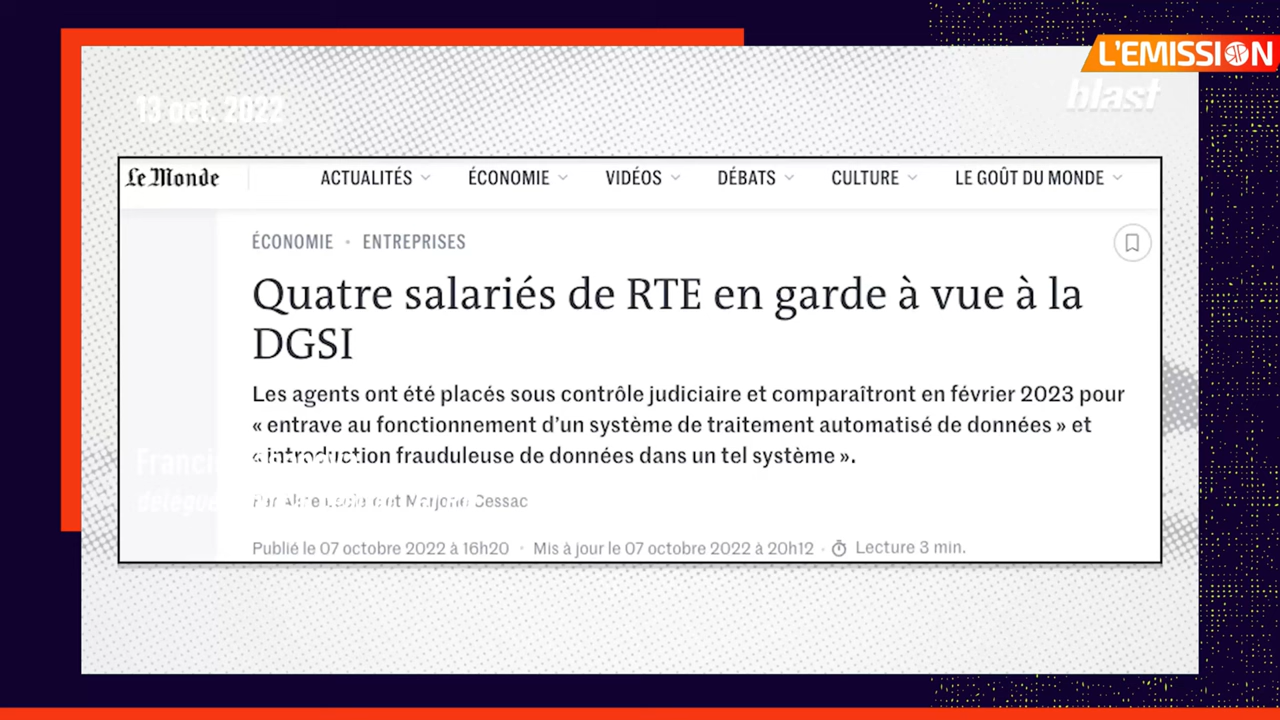 L'EMISSION
13 oct. 2022
blast
Le Monde
ACTUALITÉS ÉCONOMIE VIDÉOS DÉBATS CULTURE LE GOÛT DU MONDE
ÉCONOMIE • ENTREPRISES
Quatre salariés de RTE en garde à vue à la
DGSI
Les agents ont été placés sous contrôle judiciaire et comparaîtront en février 2023 pour
« entrave au fonctionnement d'un système de traitement automatisé de données » et
« introduction frauduleuse de données dans un tel système ».
Marjorie Cessac
Publié le 07 octobre 2022 à 16h20 • Mis à jour le 07 octobre 2022 à 20h12 • Lecture 3 min.